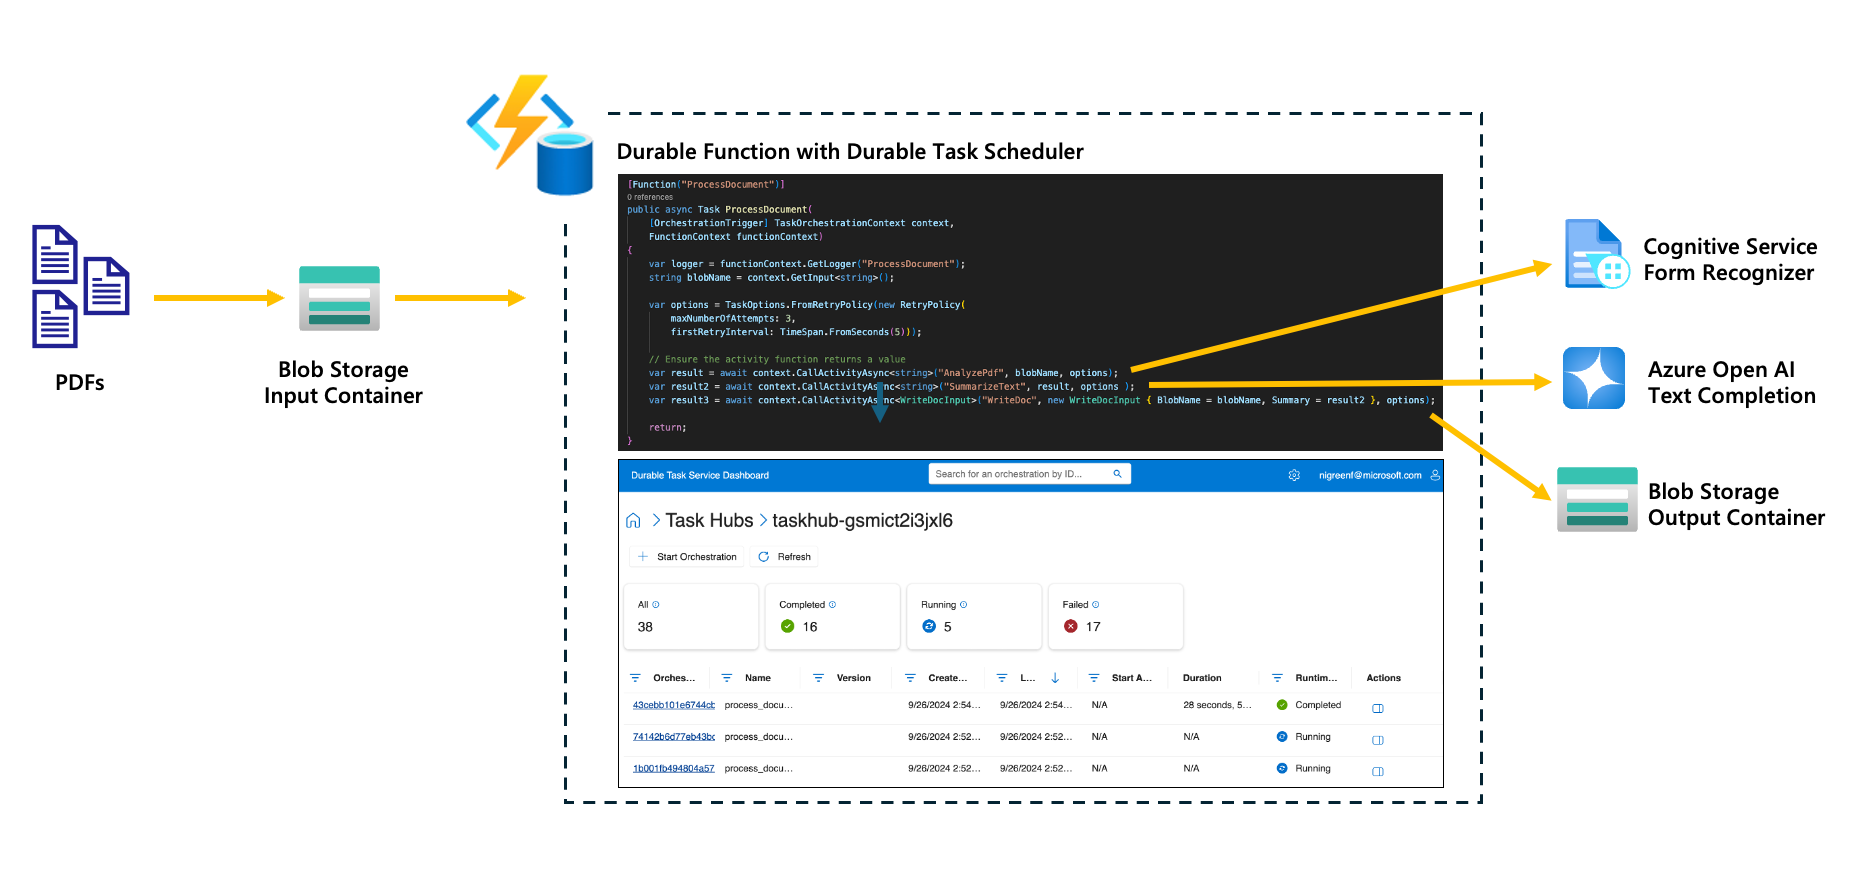 PDFs
Blob Storage
Input Container
Durable Function with Durable Task Scheduler
[Function("ProcessDocument")]
0 references
public async Task ProcessDocument(
[OrchestrationTrigger] TaskOrchestrationContext context,
FunctionContext functionContext)
{
var logger = functionContext.GetLogger("ProcessDocument");
string blobName = context.GetInput<string>();
var options = TaskOptions.FromRetryPolicy(new RetryPolicy(
maxNumberOfAttempts: 3,
firstRetryInterval: TimeSpan.FromSeconds(5)));
// Ensure the activity function returns a value
var result = await context.CallActivityAsync<string>("AnalyzePdf", blobName, options);
var result2 = await context.CallActivityAsync<string>("SummarizeText", result, options );
var result3 = await context.CallActivityAsync<WriteDocInput>("WriteDoc", new WriteDocInput { BlobName = blobName, Summary = result2 }, options);
return;
}
Durable Task Service Dashboard
Search for an orchestration by ID...
nigreenf@microsoft.com
Task Hubs
taskhub-gsmict2i3jxl6
Start Orchestration
Refresh
All
38
Completed
16
Running
5
Failed
17
Orches... Name Version Create... L... Start A... Duration Runtim... Actions
43cebb101e6744cb process_docu... 9/26/2024 2:54... 9/26/2024 2:54... N/A 28 seconds, 5... Completed
74142b6d77eb43bc process_docu... 9/26/2024 2:52... 9/26/2024 2:52... N/A N/A Running
1b001fb494804a57 process_docu... 9/26/2024 2:52... 9/26/2024 2:52... N/A N/A Running
Cognitive Service
Form Recognizer
Azure Open AI
Text Completion
Blob Storage
Output Container